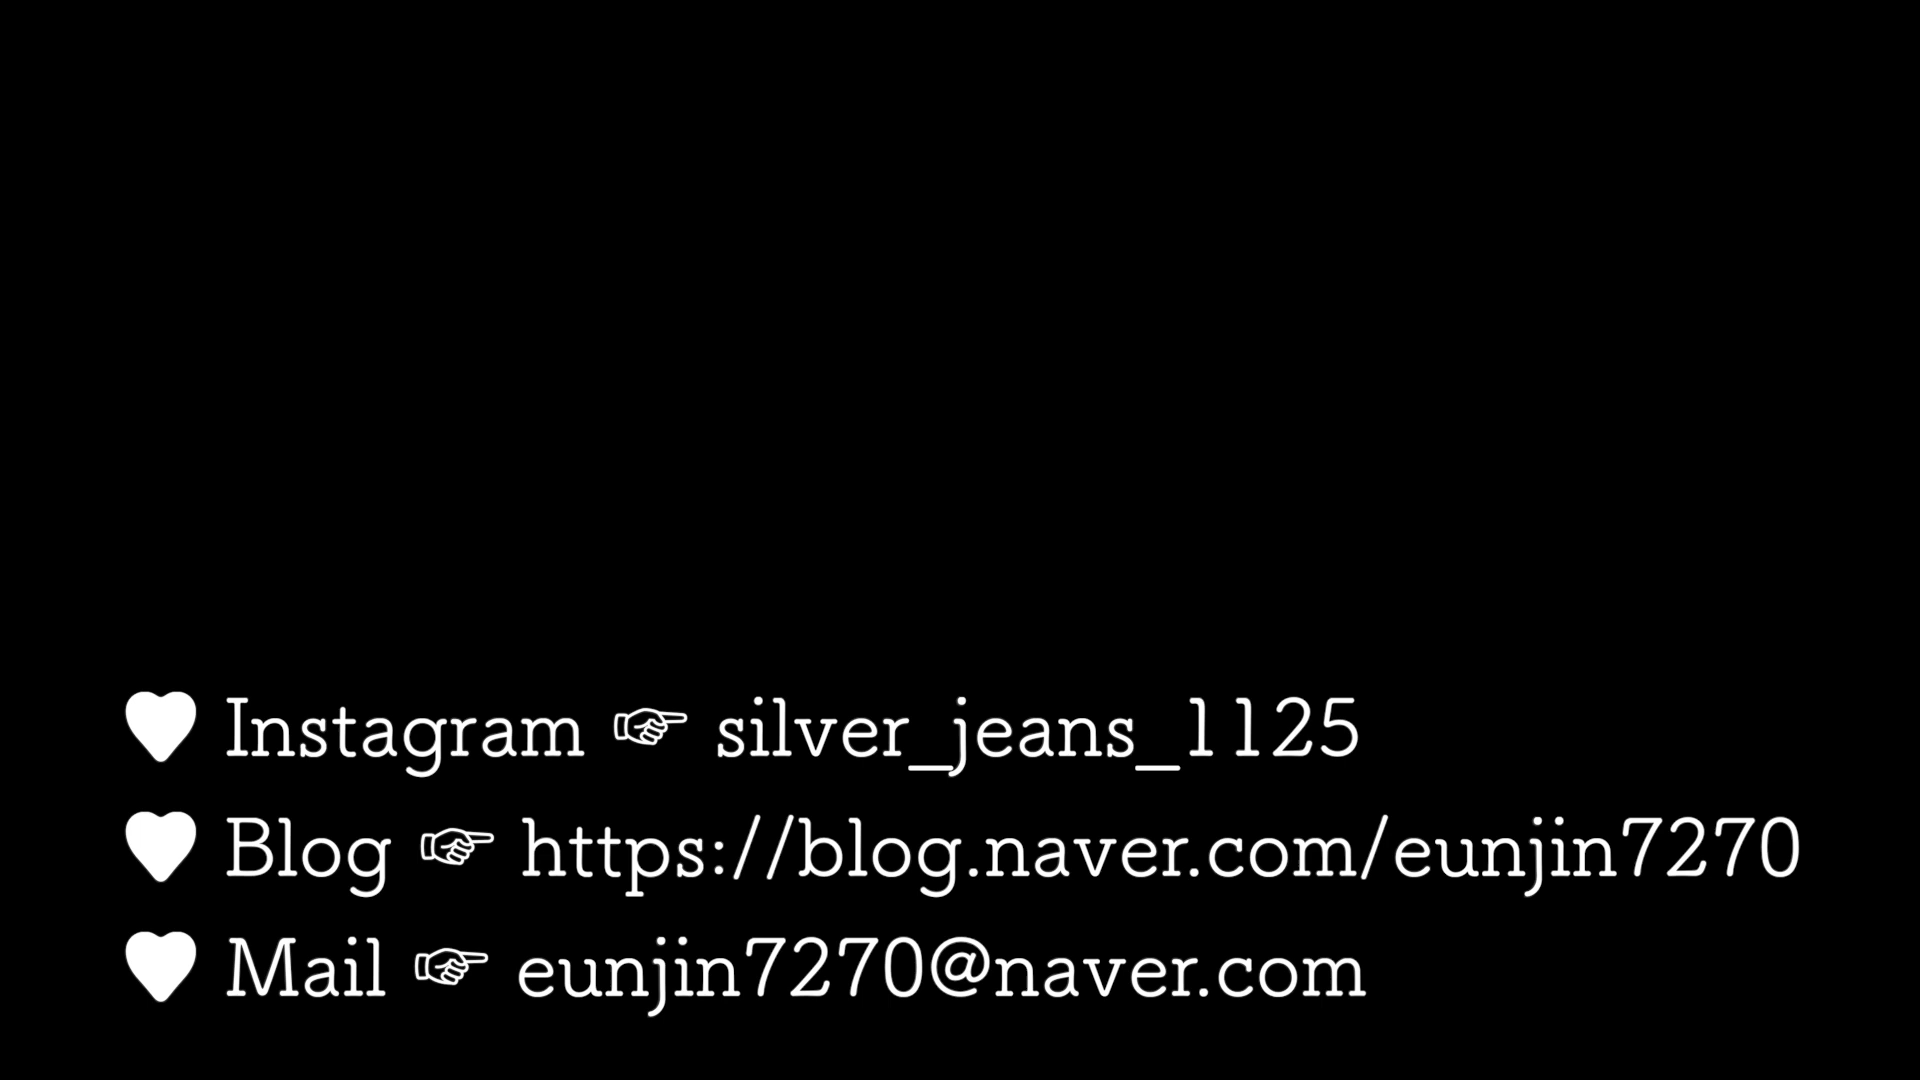 ♥ Instagram ☞ silver_jeans_1125
♥ Blog ☞ https://blog.naver.com/eunjin7270
♥ Mail ☞ eunjin7270@naver.com